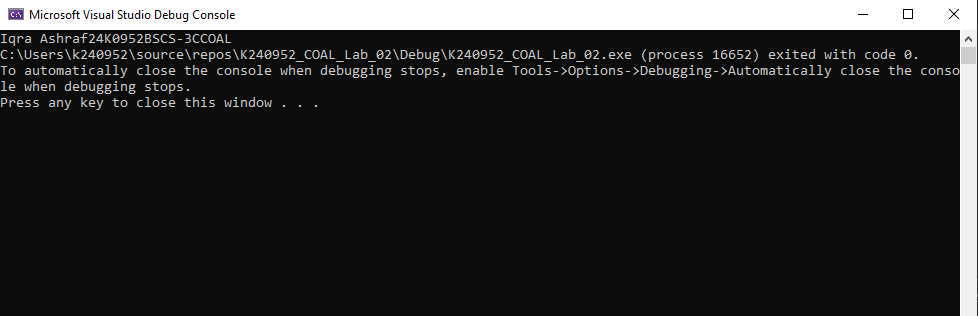 Microsoft Visual Studio Debug Console
Iqra Ashraf24K0952BSCS-3CCOAL
C:\Users\k240952\source\repos\K240952_COAL_Lab_02\Debug\K240952_COAL_Lab_02.exe (process 16652) exited with code 0.
To automatically close the console when debugging stops, enable Tools->Options->Debugging->Automatically close the conso
le when debugging stops.
Press any key to close this window . . .